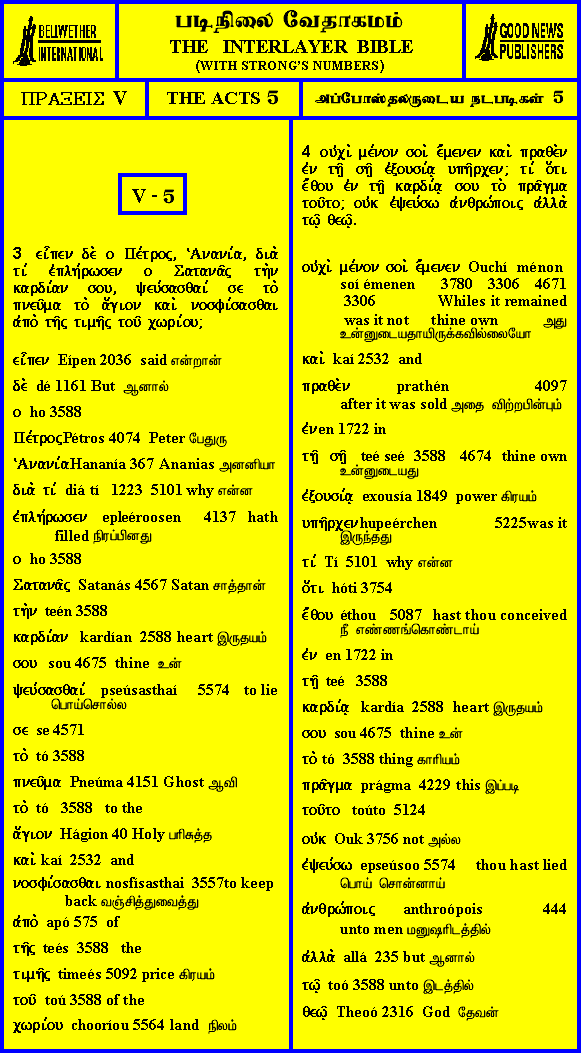 BELLWETHER
INTERNATIONAL
படிநிலை வேதாகமம்
THE INTERLAYER BIBLE
(WITH STRONG'S NUMBERS)
GOOD NEWS
PUBLISHERS
ΠΡΑΞΕΙΣ V
THE ACTS 5
அப்போஸ்தலருடைய நடபடிகள் 5
V - 5
3 εἶπεν δὲ ο Πέτρος, Ἁνανία, διὰ
τί ἐπλήρωσεν ο Σατανᾶς τὴν
καρδίαν σου, ψεύσασθαί σε τὸ
πνεῦμα τὸ ἅγιον καὶ νοσφίσασθαι
ἀπὸ τῆς τιμῆς τοῦ χωρίου;
εἶπεν Eípen 2036 said என்றான்
δὲ dé 1161 But ஆனால்
ο ho 3588
ΠέτροςPétros 4074 Peter பேதுரு
ἉνανίαHananía 367 Ananias அனனியா
διὰ τί diá tí 1223 5101 why என்ன
ἐπλήρωσεν epleéroosen 4137 hath
filled நிரப்பினது
ο ho 3588
Σατανᾶς Satanás 4567 Satan சாத்தான்
τὴν teén 3588
καρδίαν kardían 2588 heart இருதயம்
σου sou 4675 thine உன்
ψεύσασθαί pseúsasthaí 5574 to lie
பொய்சொல்ல
σε se 4571
τὸ tó 3588
πνεῦμα Pneúma 4151 Ghost ஆவி
τὸ tó 3588 to the
ἅγιον Hágion 40 Holy பரிசுத்த
καὶ kaí 2532 and
νοσφίσασθαι nosfísasthai 3557to keep
back வஞ்சித்துவைத்து
ἀπὸ apó 575 of
τῆς teés 3588 the
τιμῆς timeés 5092 price கிரயம்
τοῦ toú 3588 of the
χωρίου chooríou 5564 land நிலம்
4 οὐχὶ μένον σοὶ ἔμενεν καὶ πραθὲν
ἐν τῇ σῇ ἐξουσίᾳ υπῆρχεν; τί ὅτι
ἔθου ἐν τῇ καρδίᾳ σου τὸ πρᾶγμα
τοῦτο; οὐκ ἐψεύσω ἀνθρώποις ἀλλὰ
τῷ θεῷ.
οὐχὶ μένον σοὶ ἔμενεν Ouchí ménon
soí émenen 3780 3306 4671
3306 Whiles it remained
was it not thine own அது
உன்னுடையதாயிருக்கவில்லையோ
καὶ kaí 2532 and
πραθὲν prathén 4097
after it was sold அதை விற்றபின்பும்
ἐν en 1722 in
τῇ σῇ teé seé 3588 4674 thine own
உன்னுடையது
ἐξουσίᾳ exousía 1849 power கிரயம்
υπῆρχεν hupeérchen 5225was it
இருந்தது
τί Tí 5101 why என்ன
ὅτι hóti 3754
ἔθου éthou 5087 hast thou conceived
நீ எண்ணங்கொண்டாய்
ἐν en 1722 in
τῇ teé 3588
καρδίᾳ kardía 2588 heart இருதயம்
σου sou 4675 thine உன்
τὸ tó 3588 thing காரியம்
πρᾶγμα prágma 4229 this இப்படி
τοῦτο toúto 5124
οὐκ Ouk 3756 not அல்ல
ἐψεύσω epseúsoo 5574 thou hast lied
பொய் சொன்னாய்
ἀνθρώποις anthroópois 444
unto men மனுஷரிடத்தில்
ἀλλὰ allá 235 but ஆனால்
τῷ toó 3588 unto இடத்தில்
θεῷ Theoó 2316 God தேவன்